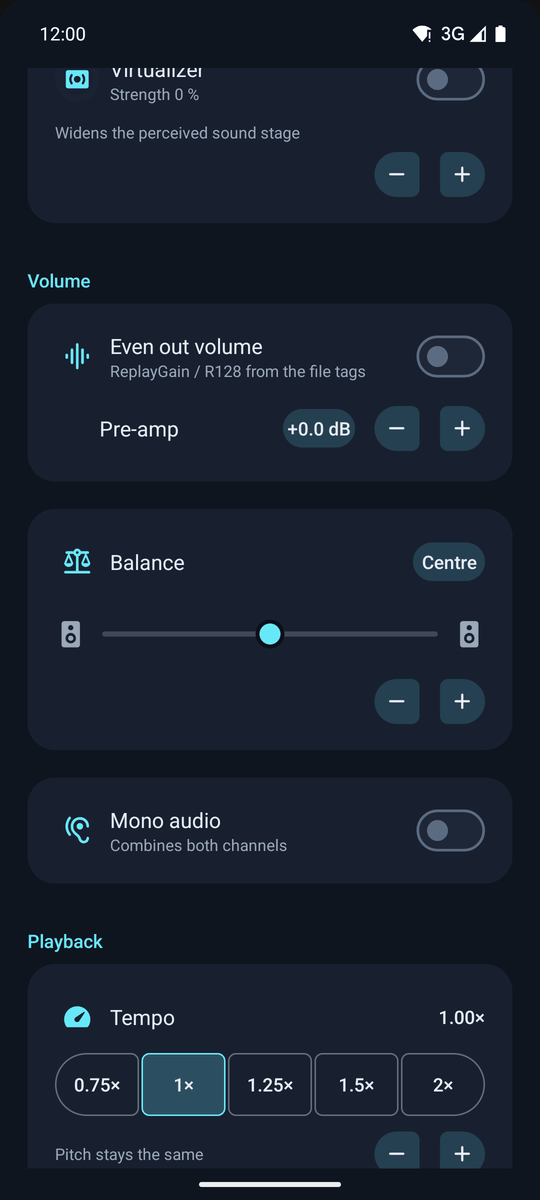 12:00
3G
Virtualizer
Strength 0 %
Widens the perceived sound stage
Volume
Even out volume
ReplayGain / R128 from the file tags
Pre-amp
+0.0 dB
Balance
Centre
Mono audio
Combines both channels
Playback
Tempo
1.00×
0.75×
1×
1.25×
1.5×
2×
Pitch stays the same